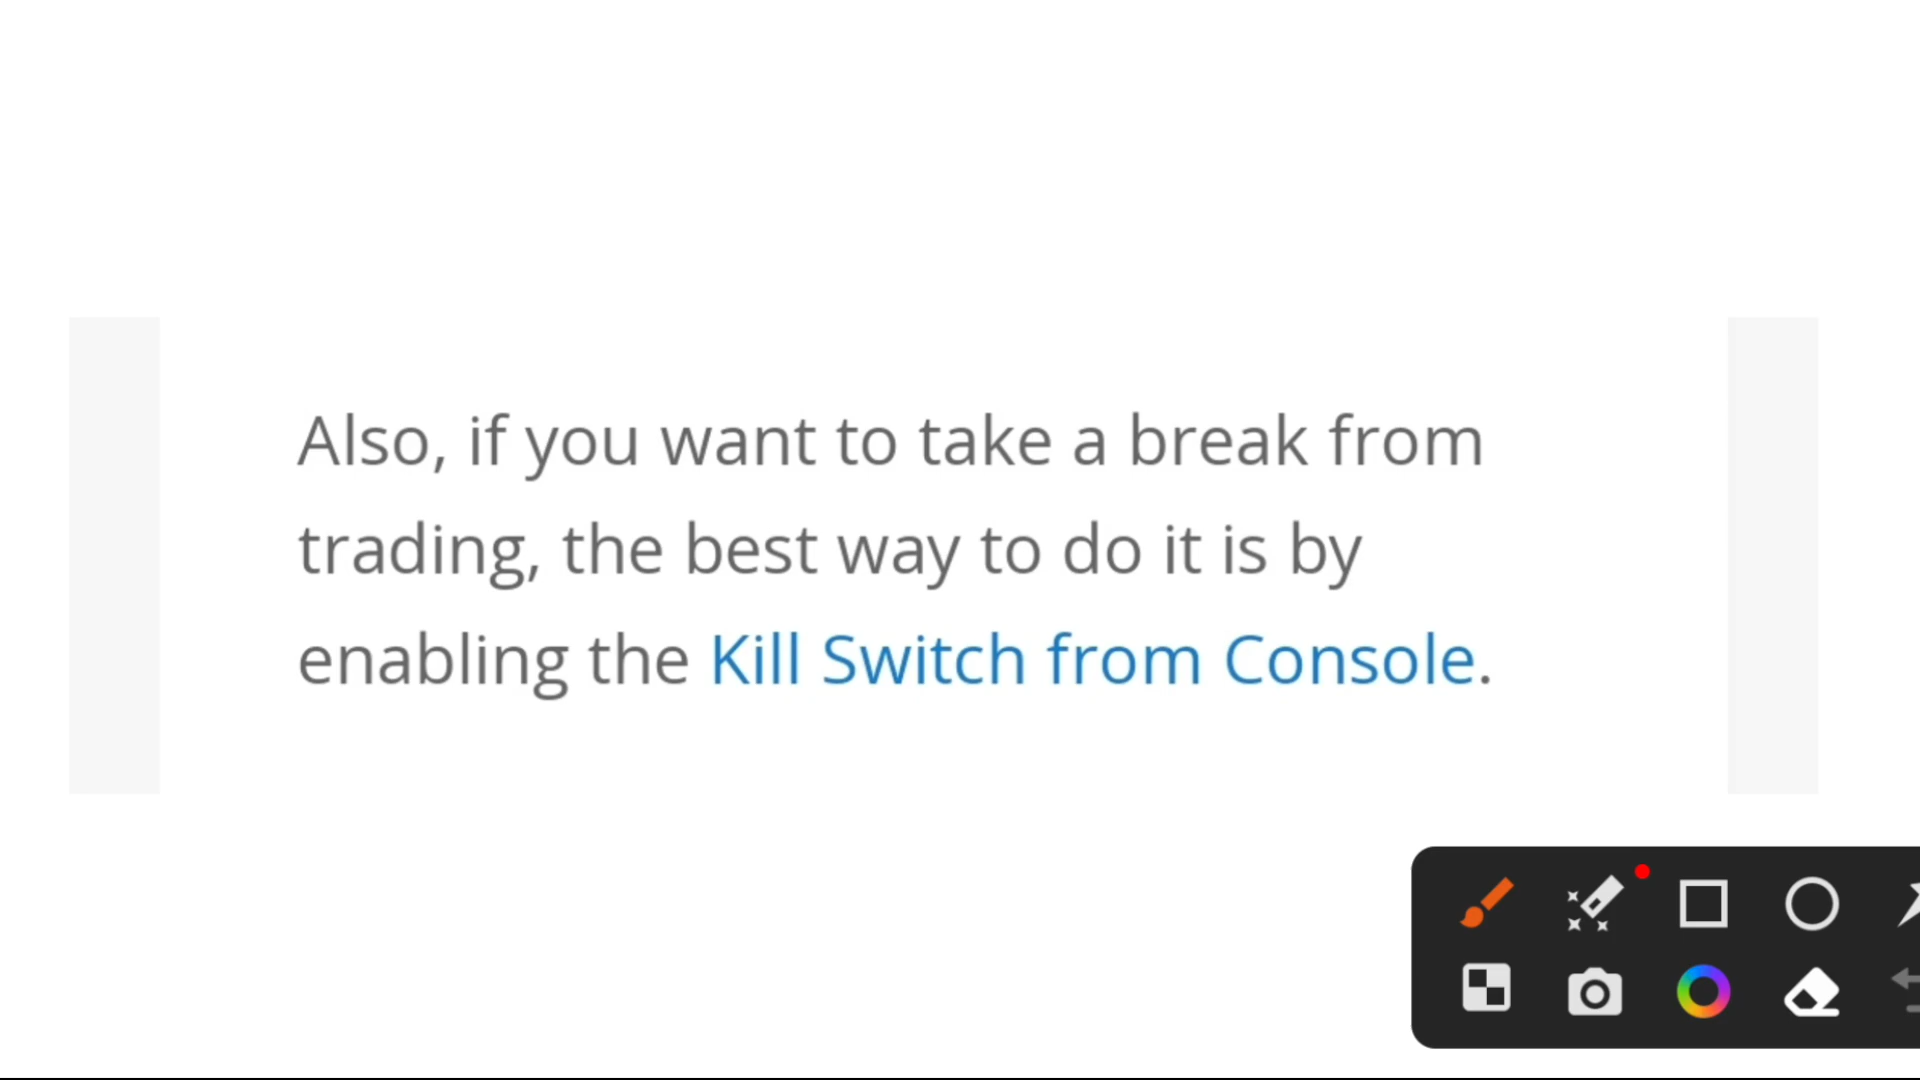 Also, if you want to take a break from
trading, the best way to do it is by
enabling the Kill Switch from Console.